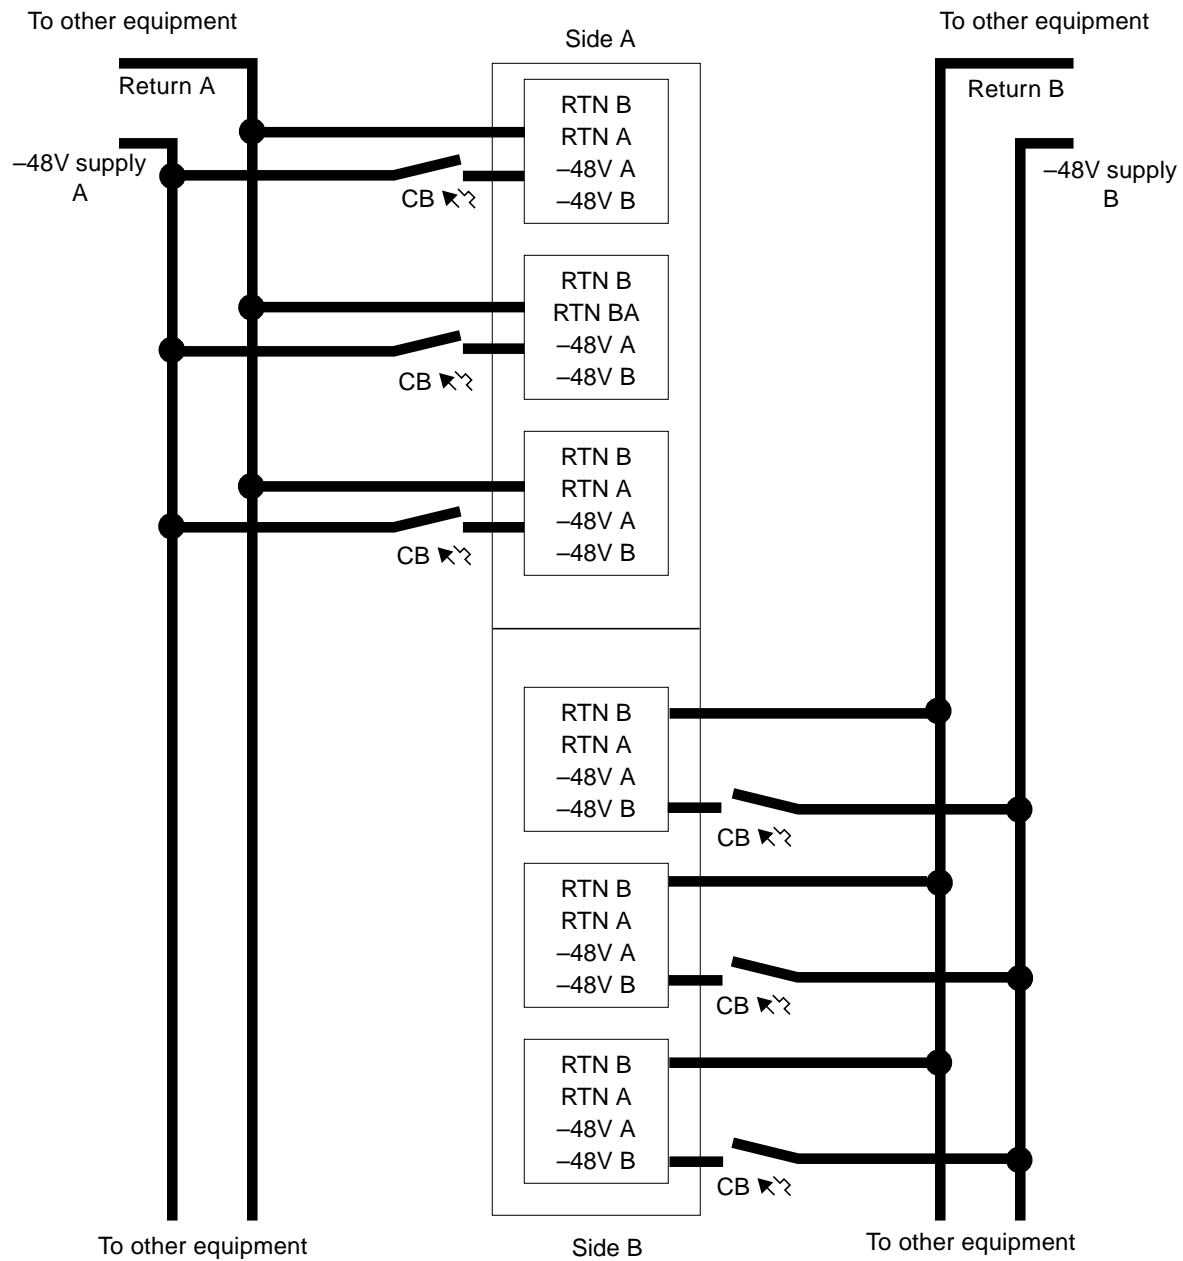 To other equipment
To other equipment
Side A
Return A
Return B
–48V supply
A
–48V supply
B
RTN B
RTN A
–48V A
–48V B
CB
RTN B
RTN BA
–48V A
–48V B
CB
RTN B
RTN A
–48V A
–48V B
CB
RTN B
RTN A
–48V A
–48V B
CB
RTN B
RTN A
–48V A
–48V B
CB
RTN B
RTN A
–48V A
–48V B
CB
To other equipment
Side B
To other equipment